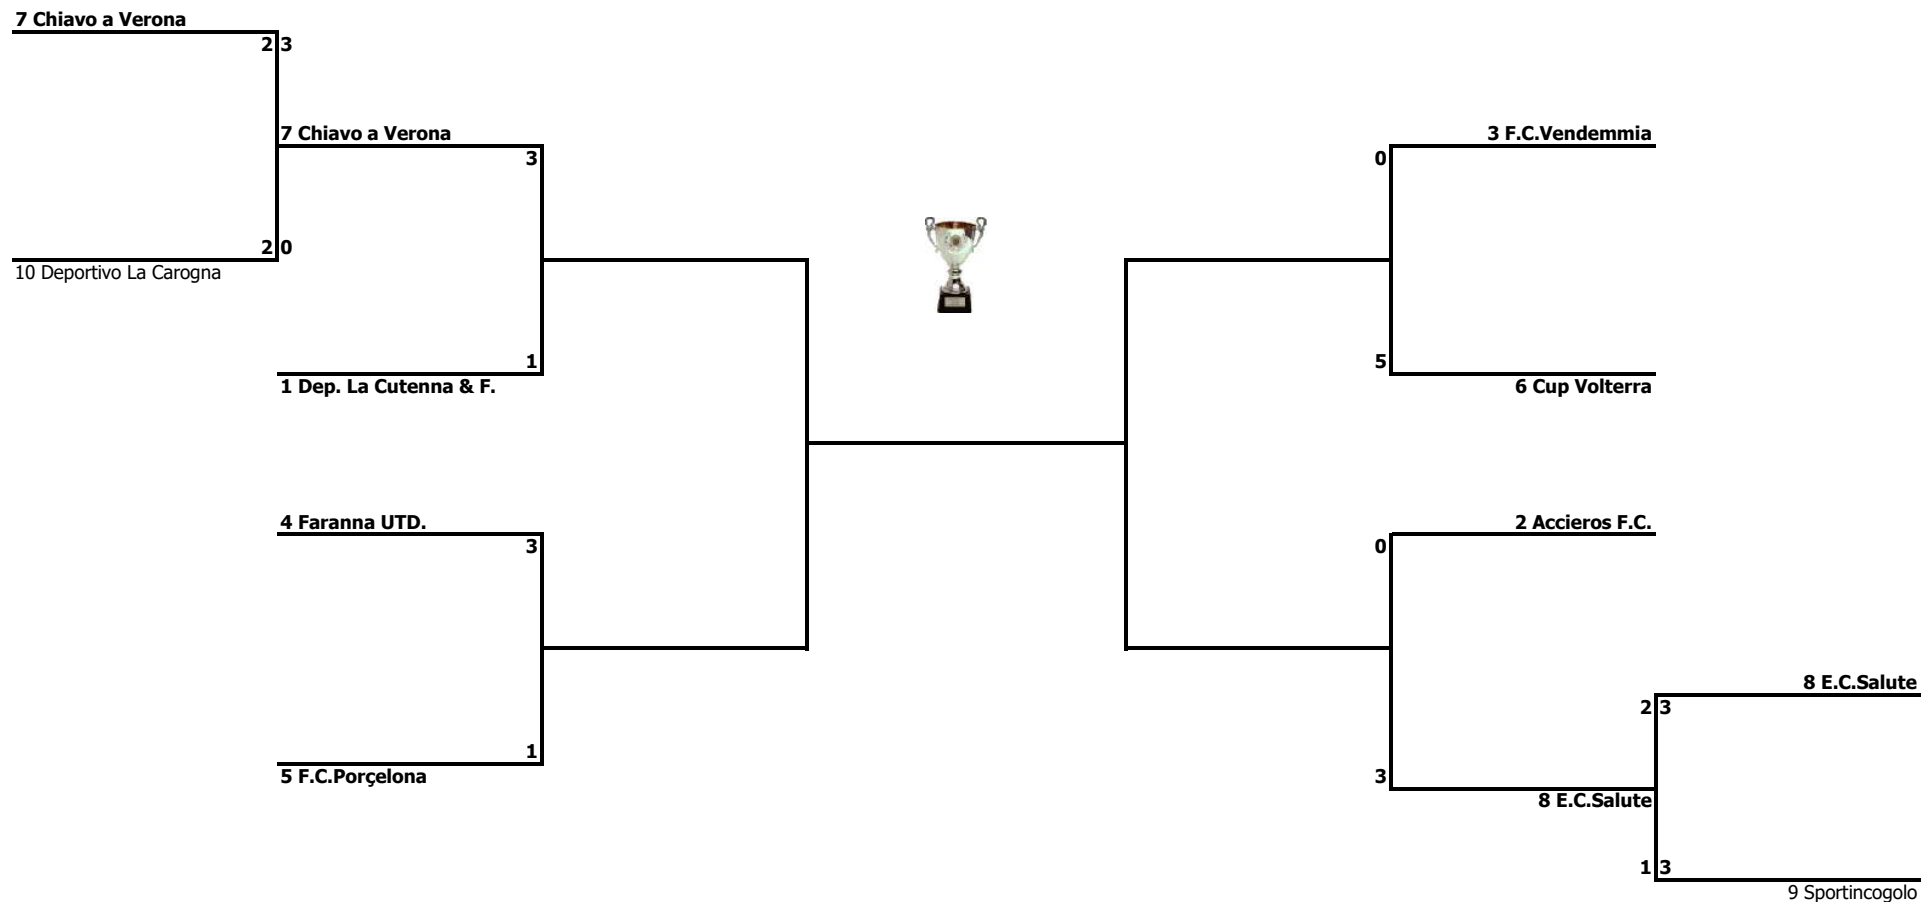 7 Chiavo a Verona
2 3
7 Chiavo a Verona
3 F.C.Vendemmia
3
0
2 0
10 Deportivo La Carogna
1
5
1 Dep. La Cutenna & F.
6 Cup Volterra
4 Faranna UTD.
2 Accieros F.C.
3
0
8 E.C.Salute
2 3
1
5 F.C.Porçelona
3
8 E.C.Salute
1 3
9 Sportincogolo